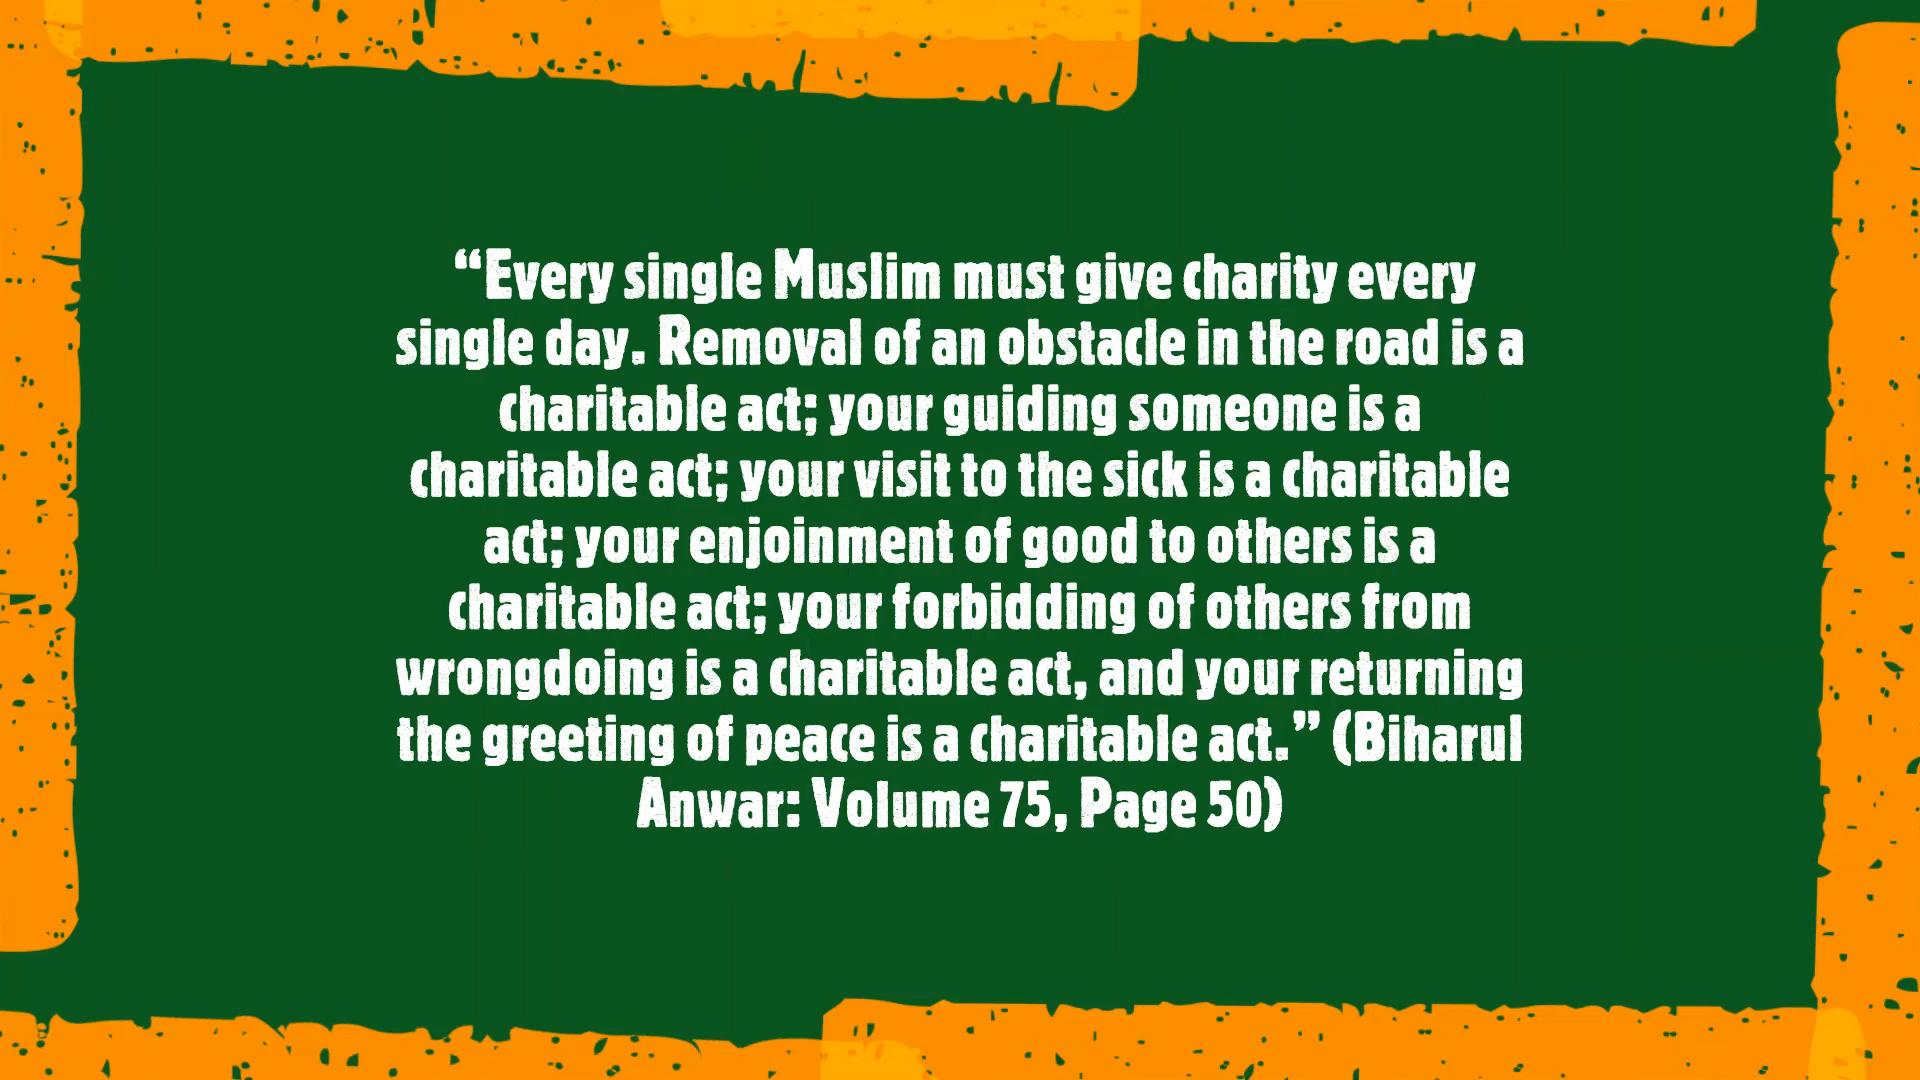 “Every single Muslim must give charity every
single day. Removal of an obstacle in the road is a
charitable act; your guiding someone is a
charitable act; your visit to the sick is a charitable
act; your enjoinment of good to others is a
charitable act; your forbidding of others from
wrongdoing is a charitable act, and your returning
the greeting of peace is a charitable act.” (Biharul
Anwar: Volume 75, Page 50)